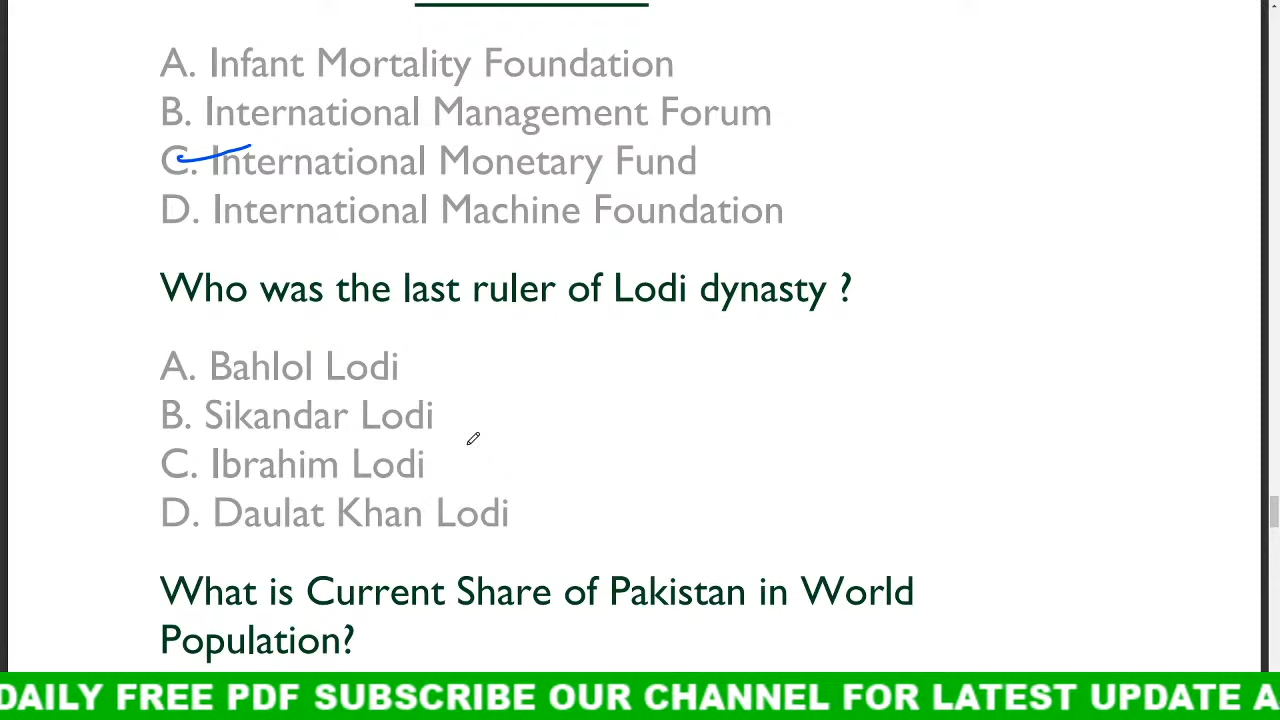 A. Infant Mortality Foundation
B. International Management Forum
C. International Monetary Fund
D. International Machine Foundation
Who was the last ruler of Lodi dynasty ?
A. Bahlol Lodi
B. Sikandar Lodi
C. Ibrahim Lodi
D. Daulat Khan Lodi
What is Current Share of Pakistan in World
Population?
DAILY FREE PDF SUBSCRIBE OUR CHANNEL FOR LATEST UPDATE A